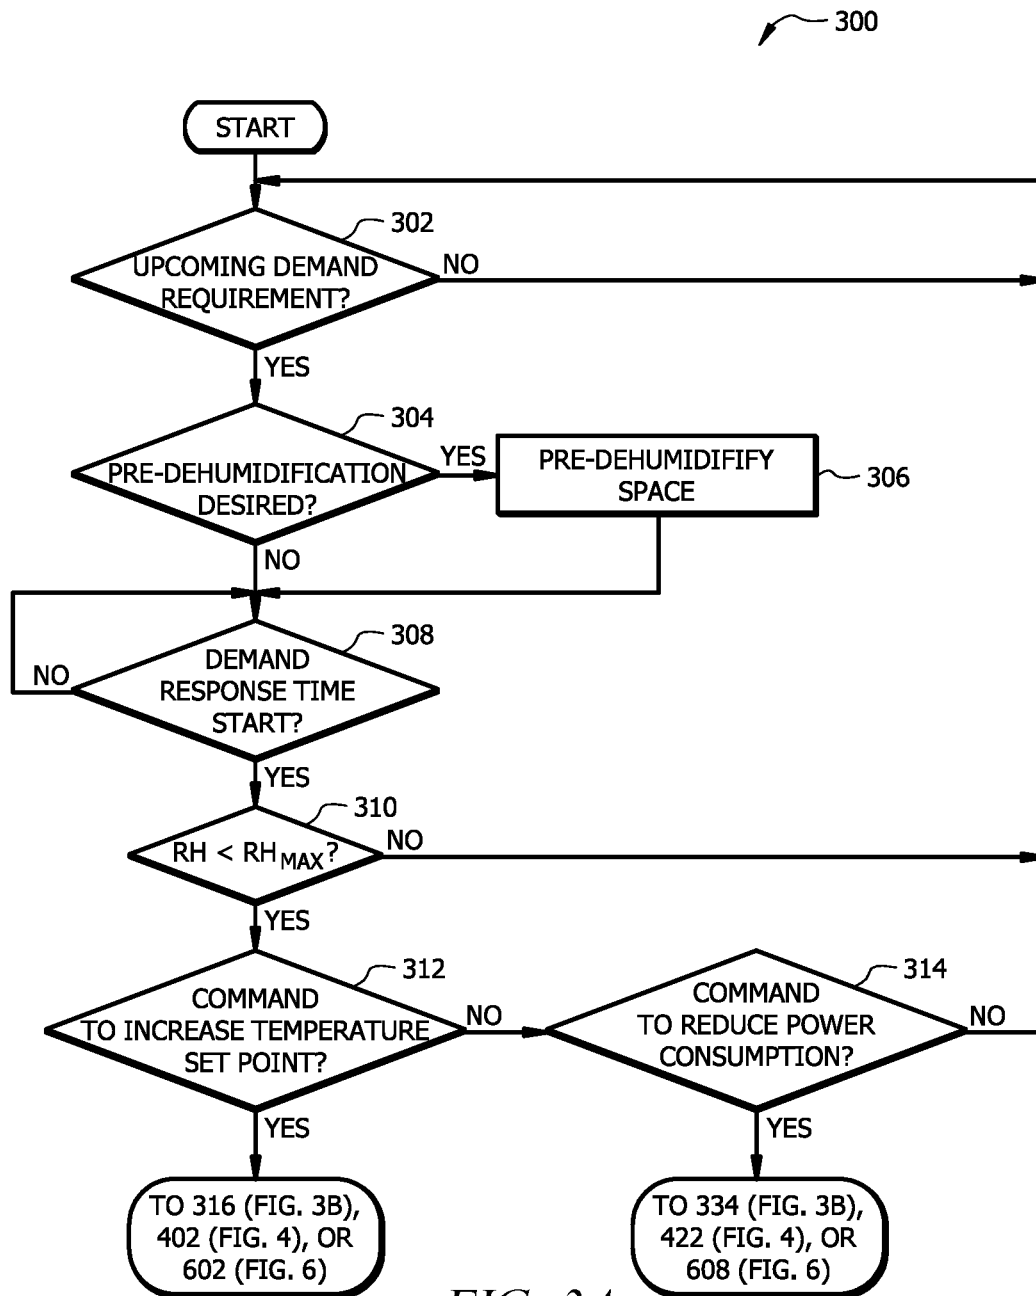 300
START
302
UPCOMING DEMAND
REQUIREMENT?
NO
YES
304
PRE-DEHUMIDIFICATION
DESIRED?
YES
PRE-DEHUMIDIFIFY
SPACE
306
NO
308
DEMAND
RESPONSE TIME
START?
NO
YES
310
RH < RHMAX?
NO
YES
312
COMMAND
TO INCREASE TEMPERATURE
SET POINT?
NO
314
COMMAND
TO REDUCE POWER
CONSUMPTION?
NO
YES
YES
TO 316 (FIG. 3B),
402 (FIG. 4), OR
602 (FIG. 6)
TO 334 (FIG. 3B),
422 (FIG. 4), OR
608 (FIG. 6)